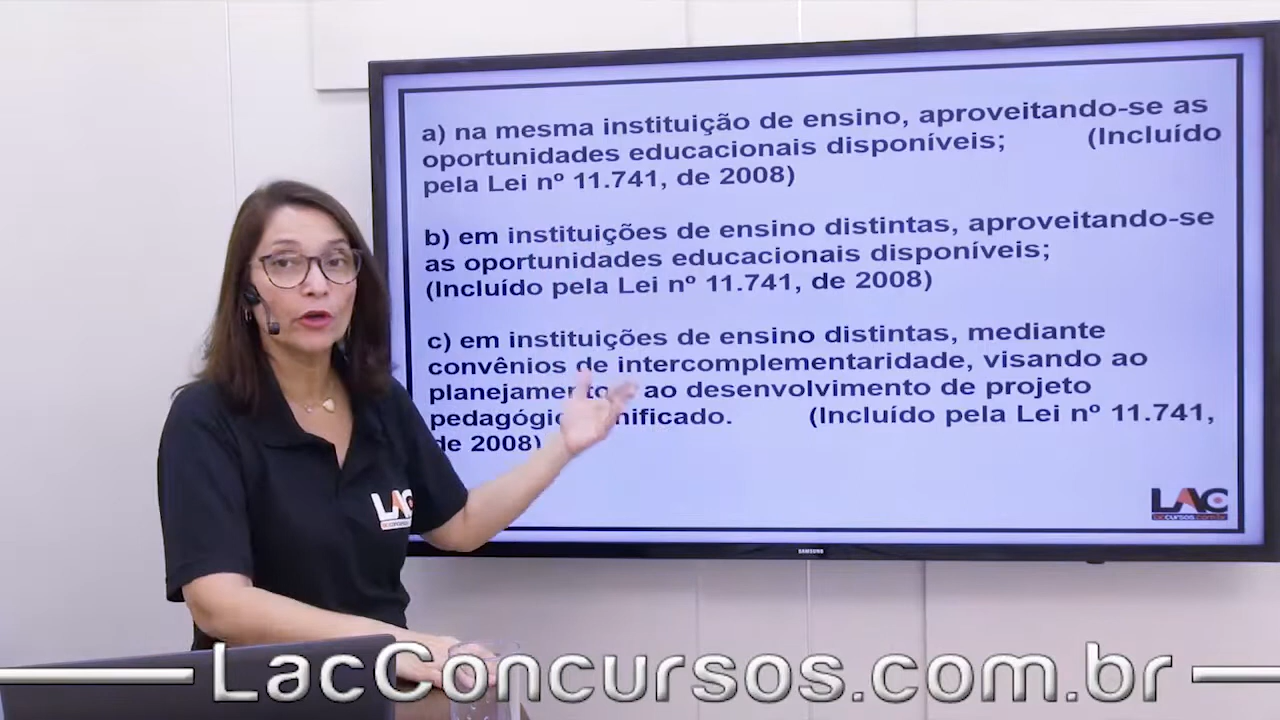 a) na mesma instituição de ensino, aproveitando-se as
oportunidades educacionais disponíveis; (Incluído
pela Lei nº 11.741, de 2008)
b) em instituições de ensino distintas, aproveitando-se
as oportunidades educacionais disponíveis;
(Incluído pela Lei nº 11.741, de 2008)
c) em instituições de ensino distintas, mediante
convênios de intercomplementaridade, visando ao
ao desenvolvimento de projeto
(Incluído pela Lei nº 11.741,
de 2008)
LAC
LAC
SAMSUNG
LacConcursos.com.br